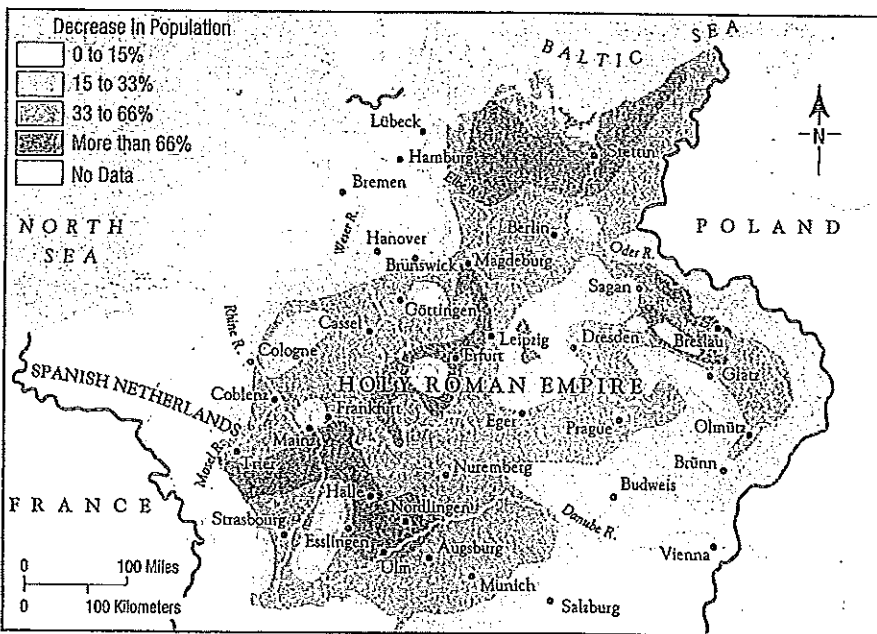 Decrease In Population
0 to 15%
15 to 33%
33 to 66%
More than 66%
No Data
BALTIC SEA
N
Lübeck
Hamburg
Stettin
Bremen
Elbe R.
NORTH
SEA
Weser R.
POLAND
Berlin
Hanover
Oder R.
Brunswick
Magdeburg
Sagan
Göttingen
Rhine R.
Cassel
Leipzig
Dresden
Breslau
Cologne
Erfurt
Glatz
SPANISH NETHERLANDS
HOLY ROMAN EMPIRE
Coblenz
Frankfurt
Eger
Prague
Olmütz
Mainz
Mosel R.
Trier
Nuremberg
Brünn
Halle
Budweis
FRANCE
Nördlingen
Danube R.
Strasbourg
Esslingen
Vienna
Ulm
Augsburg
0 100 Miles
Munich
0 100 Kilometers
Salzburg